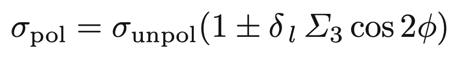 σ_pol = σ_unpol(1 ± δ_l Σ_3 cos 2ϕ)